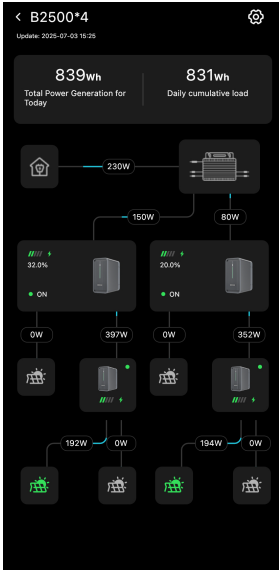 B2500*4
Update: 2025-07-03 15:25
839Wh
831Wh
Total Power Generation for
Today
Daily cumulative load
230W
150W
80W
32.0%
20.0%
ON
ON
0W
397W
0W
352W
192W
0W
194W
0W